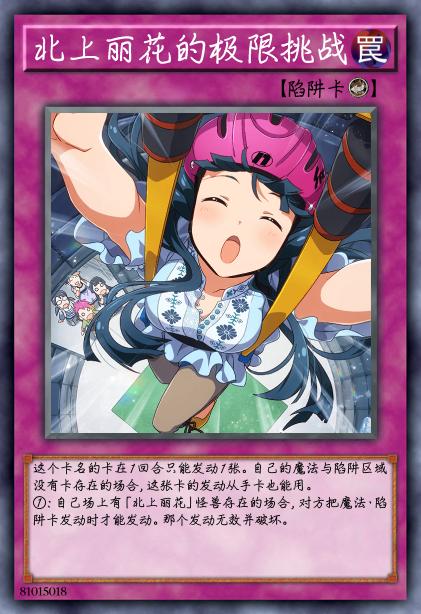 北上丽花的极限挑战 罠
【陷阱卡】
这个卡名的卡在1回合只能发动1张。自己的魔法与陷阱区域
没有卡存在的场合，这张卡的发动从手卡也能用。
①：自己场上有「北上丽花」怪兽存在的场合，对方把魔法·陷
阱卡发动时才能发动。那个发动无效并破坏。
81015018